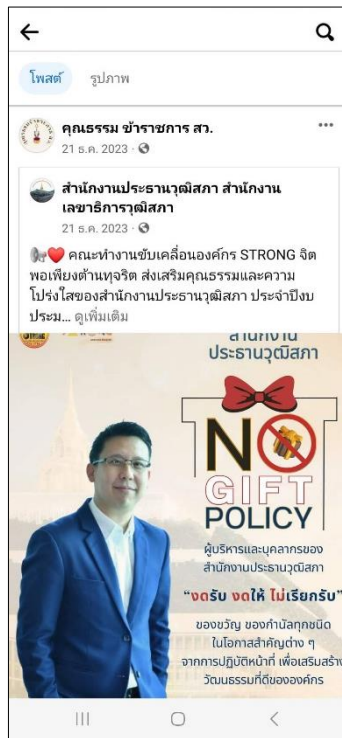 โพสต์ รูปภาพ
คุณธรรม ข้าราชการ สว.
21 ธ.ค. 2023 ·
สำนักงานประธานวุฒิสภา สำนักงาน
เลขาธิการวุฒิสภา
21 ธ.ค. 2023 ·
คณะทำงานขับเคลื่อนองค์กร STRONG จิต
พอเพียงต้านทุจริต ส่งเสริมคุณธรรมและความ
โปร่งใสของสำนักงานประธานวุฒิสภา ประจำปีงบ
ประม... ดูเพิ่มเติม
สำนักงาน
ประธานวุฒิสภา
NO
GIFT
POLICY
ผู้บริหารและบุคลากรของ
สำนักงานประธานวุฒิสภา
“งดรับ งดให้ ไม่เรียกรับ”
ของขวัญ ของกำนัลทุกชนิด
ในโอกาสสำคัญต่าง ๆ
จากการปฏิบัติหน้าที่ เพื่อเสริมสร้าง
วัฒนธรรมที่ดีขององค์กร